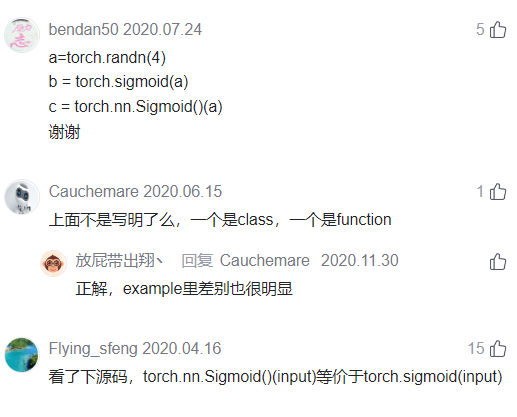 bendan50 2020.07.24 5
a=torch.randn(4)
b = torch.sigmoid(a)
c = torch.nn.Sigmoid()(a)
谢谢
Cauchemare 2020.06.15 1
上面不是写明了么，一个是class，一个是function
放屁带出翔丶 回复 Cauchemare 2020.11.30
正解，example里差别也很明显
Flying_sfeng 2020.04.16 15
看了下源码，torch.nn.Sigmoid()(input)等价于torch.sigmoid(input)